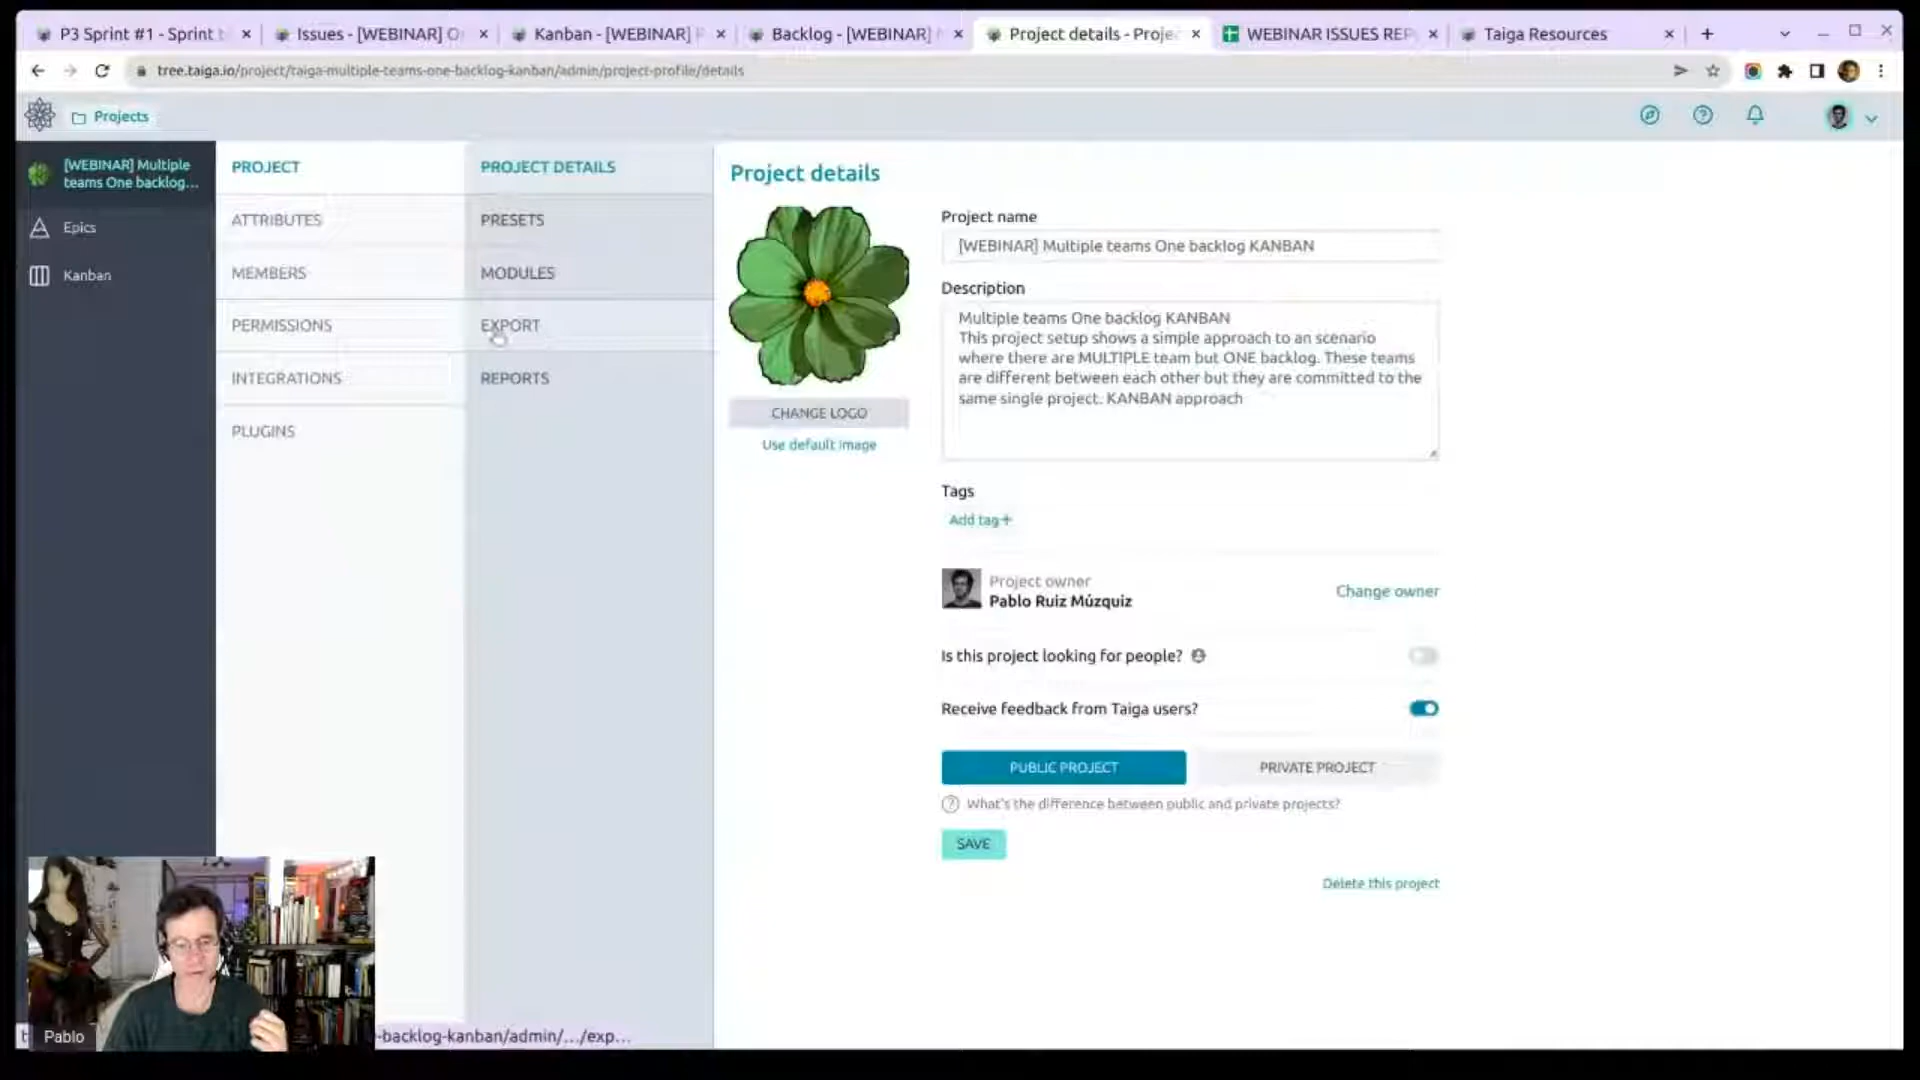 P3 Sprint #1 - Sprint t
Issues - [WEBINAR] O
Kanban - [WEBINAR]
Backlog - [WEBINAR]
Project details - Projec
WEBINAR ISSUES REP
Taiga Resources
tree.taiga.io/project/taiga-multiple-teams-one-backlog-kanban/admin/project-profile/details
Projects
[WEBINAR] Multiple
teams One backlog...
Epics
Kanban
PROJECT
ATTRIBUTES
MEMBERS
PERMISSIONS
INTEGRATIONS
PLUGINS
PROJECT DETAILS
PRESETS
MODULES
EXPORT
REPORTS
Project details
CHANGE LOGO
Use default image
Project name
[WEBINAR] Multiple teams One backlog KANBAN
Description
Multiple teams One backlog KANBAN
This project setup shows a simple approach to an scenario
where there are MULTIPLE team but ONE backlog. These teams
are different between each other but they are committed to the
same single project. KANBAN approach
Tags
Add tag+
Project owner
Pablo Ruiz Múzquiz
Change owner
Is this project looking for people?
Receive feedback from Taiga users?
PUBLIC PROJECT
PRIVATE PROJECT
What's the difference between public and private projects?
SAVE
Delete this project
Pablo
-backlog-kanban/admin/.../exp...